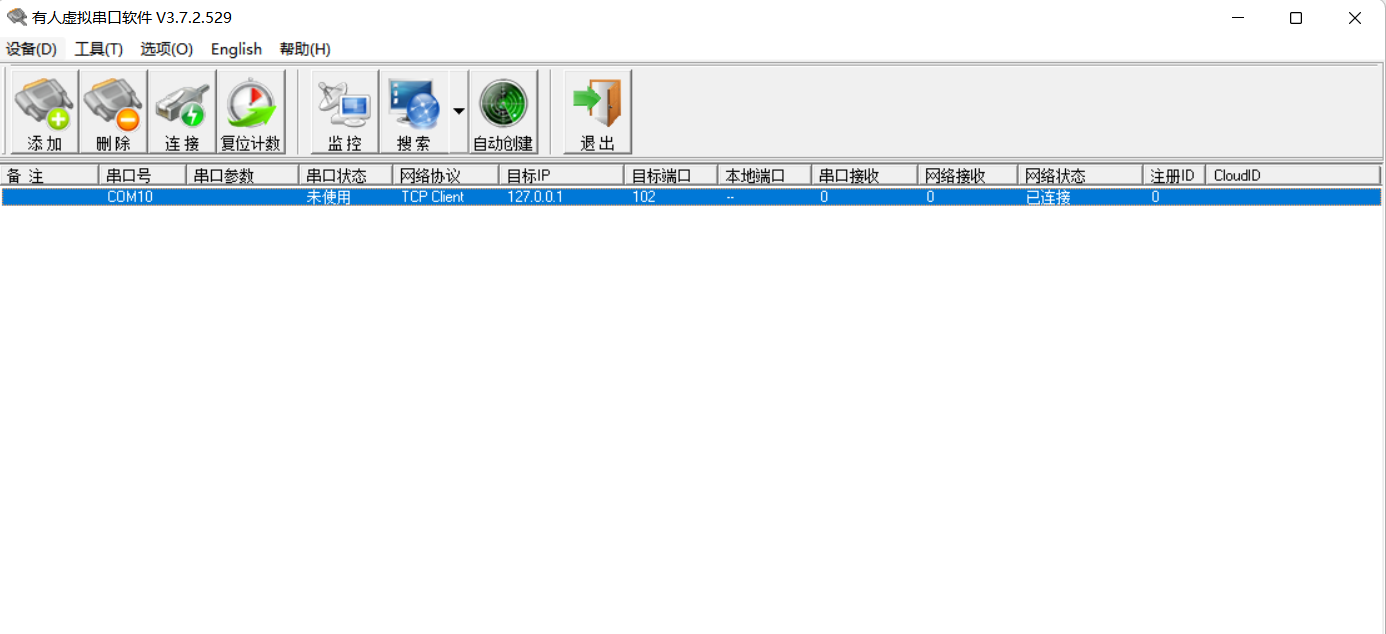 有人虚拟串口软件 V3.7.2.529
设备(D) 工具(T) 选项(O) English 帮助(H)
添加 删除 连接 复位计数 监控 搜索 自动创建 退出
备 注 串口号 串口参数 串口状态 网络协议 目标IP 目标端口 本地端口 串口接收 网络接收 网络状态 注册ID CloudID
COM10 未使用 TCP Client 127.0.0.1 102 -- 0 0 已连接 0